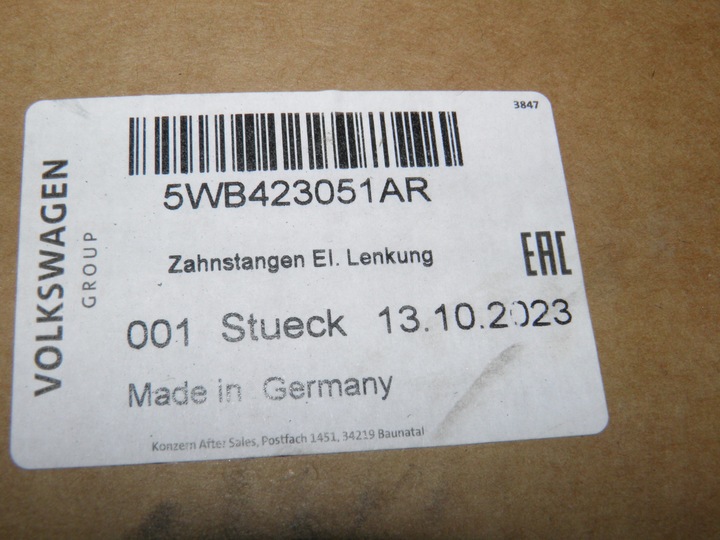 3847
VOLKSWAGEN
GROUP
5WB423051AR
Zahnstangen El. Lenkung
EAC
001 Stueck 13.10.2023
Made in Germany
Konzern After Sales, Postfach 1451, 34219 Baunatal